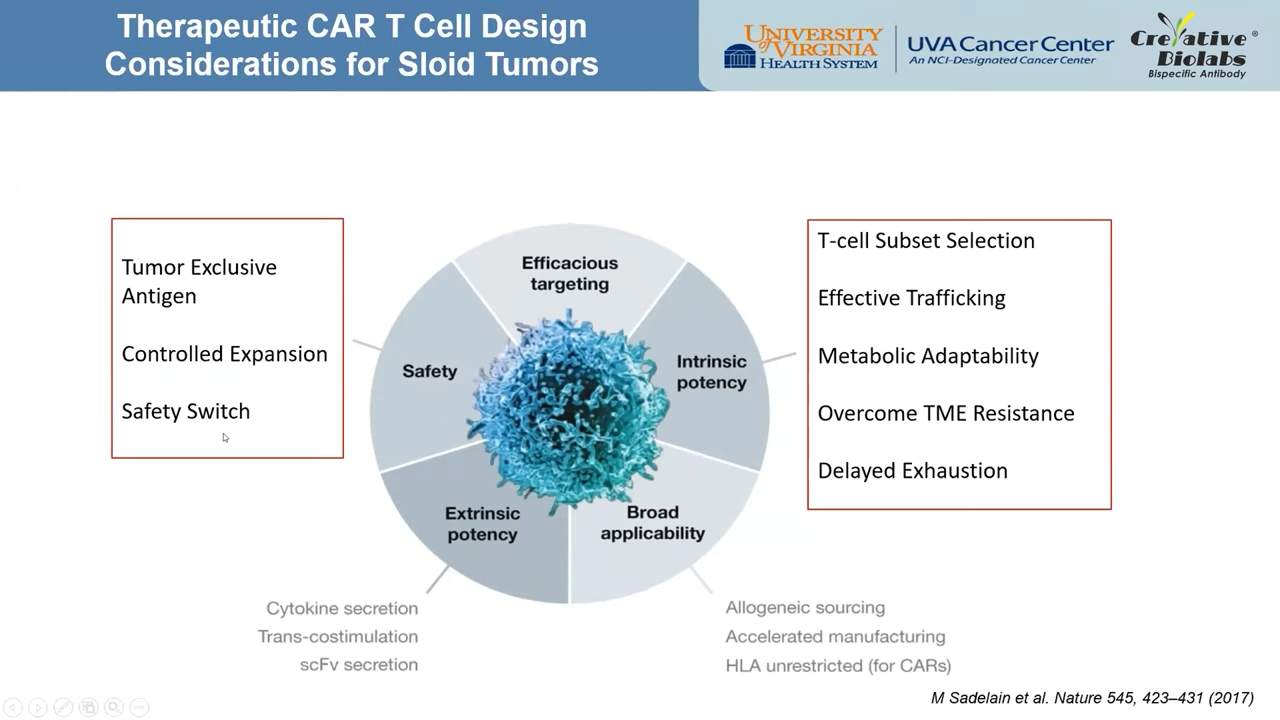 Therapeutic CAR T Cell Design
Considerations for Sloid Tumors
UNIVERSITY
of VIRGINIA
HEALTH SYSTEM
UVA Cancer Center
An NCI-Designated Cancer Center
Creative ®
Biolabs
Bispecific Antibody
Tumor Exclusive
Antigen
Controlled Expansion
Safety Switch
Efficacious
targeting
Safety
Intrinsic
potency
Extrinsic
potency
Broad
applicability
T-cell Subset Selection
Effective Trafficking
Metabolic Adaptability
Overcome TME Resistance
Delayed Exhaustion
Cytokine secretion
Trans-costimulation
scFv secretion
Allogeneic sourcing
Accelerated manufacturing
HLA unrestricted (for CARs)
M Sadelain et al. Nature 545, 423–431 (2017)